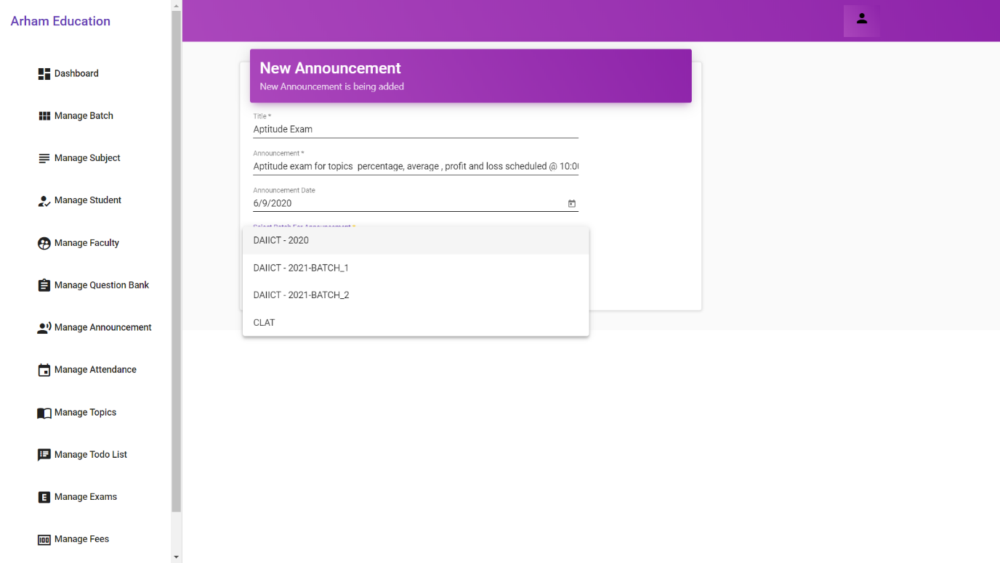 Arham Education
Dashboard
Manage Batch
Manage Subject
Manage Student
Manage Faculty
Manage Question Bank
Manage Announcement
Manage Attendance
Manage Topics
Manage Todo List
Manage Exams
Manage Fees
New Announcement
New Announcement is being added
Title *
Aptitude Exam
Announcement *
Aptitude exam for topics  percentage, average , profit and loss scheduled @ 10:00
Announcement Date
6/9/2020
Select Batch For Announcement *
DAIICT - 2020
DAIICT - 2021-BATCH_1
DAIICT - 2021-BATCH_2
CLAT